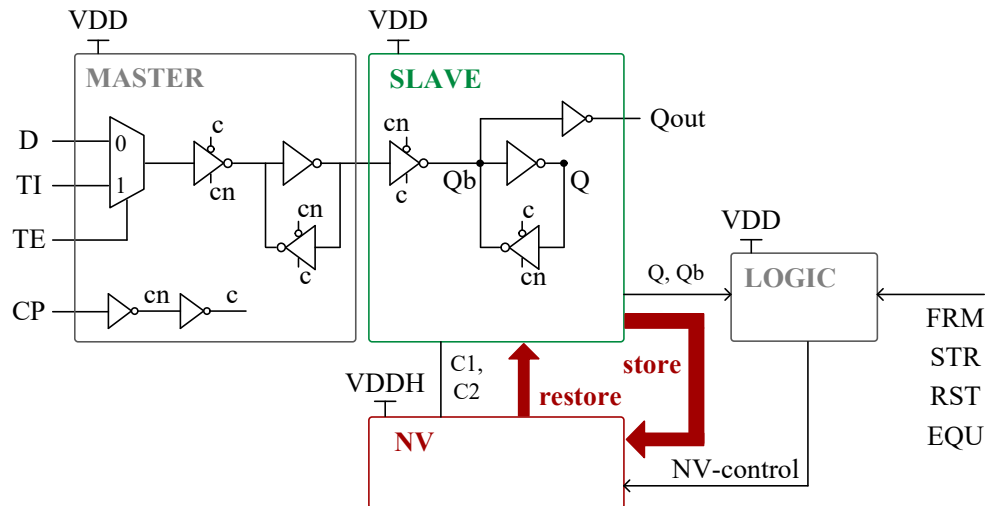 VDD
VDD
MASTER
SLAVE
c
cn
Qout
D
0
TI
1
cn
c
Qb
Q
cn
c
c
cn
TE
VDD
LOGIC
CP
cn
c
Q, Qb
FRM
STR
RST
EQU
C1,
C2
store
restore
VDDH
NV
NV-control